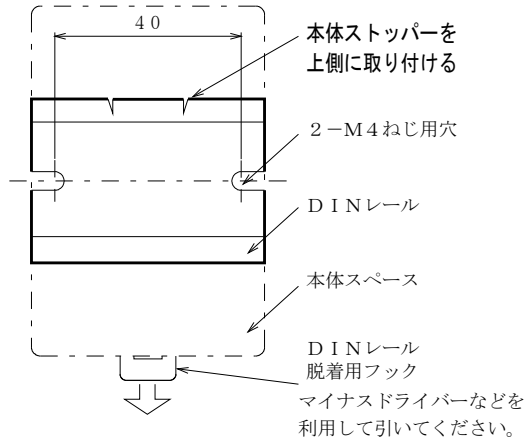 ４０
本体ストッパーを
上側に取り付ける
２－Ｍ４ねじ用穴
ＤＩＮレール
本体スペース
ＤＩＮレール
脱着用フック
マイナスドライバーなどを
利用して引いてください。